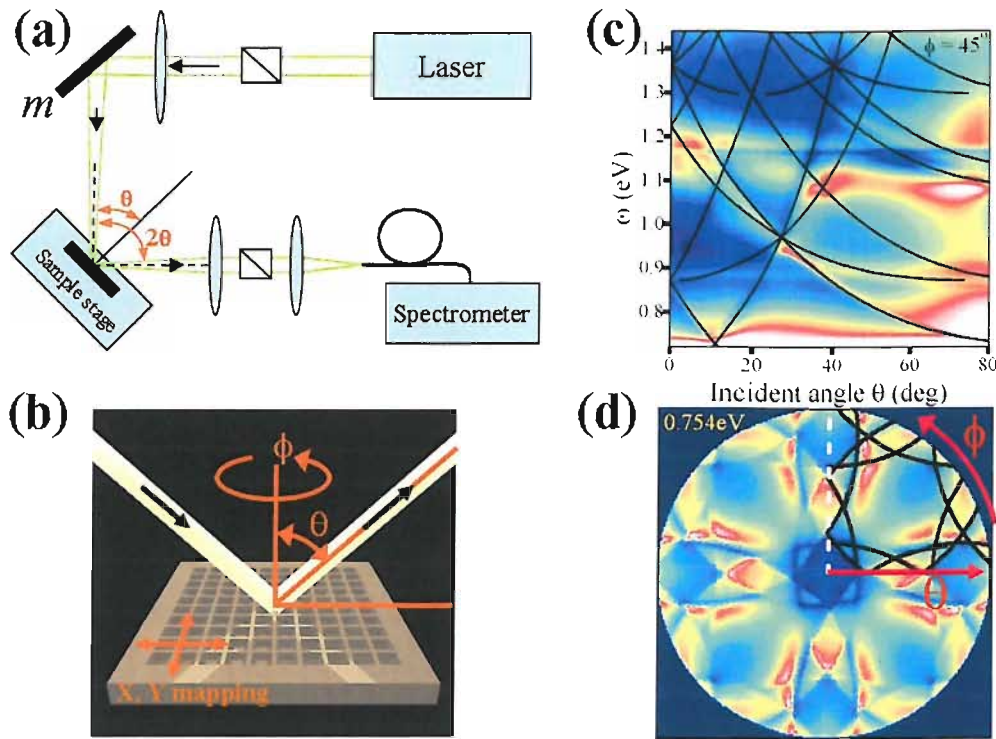 (a)
m
Laser
θ
2θ
Sample stage
Spectrometer
(b)
ϕ
θ
X, Y mapping
(c)
ϕ = 45°
1.4
1.3
1.2
1.1
1.0
0.9
0.8
ω (eV)
0 20 40 60 80
Incident angle θ (deg)
(d)
0.754eV
ϕ
θ